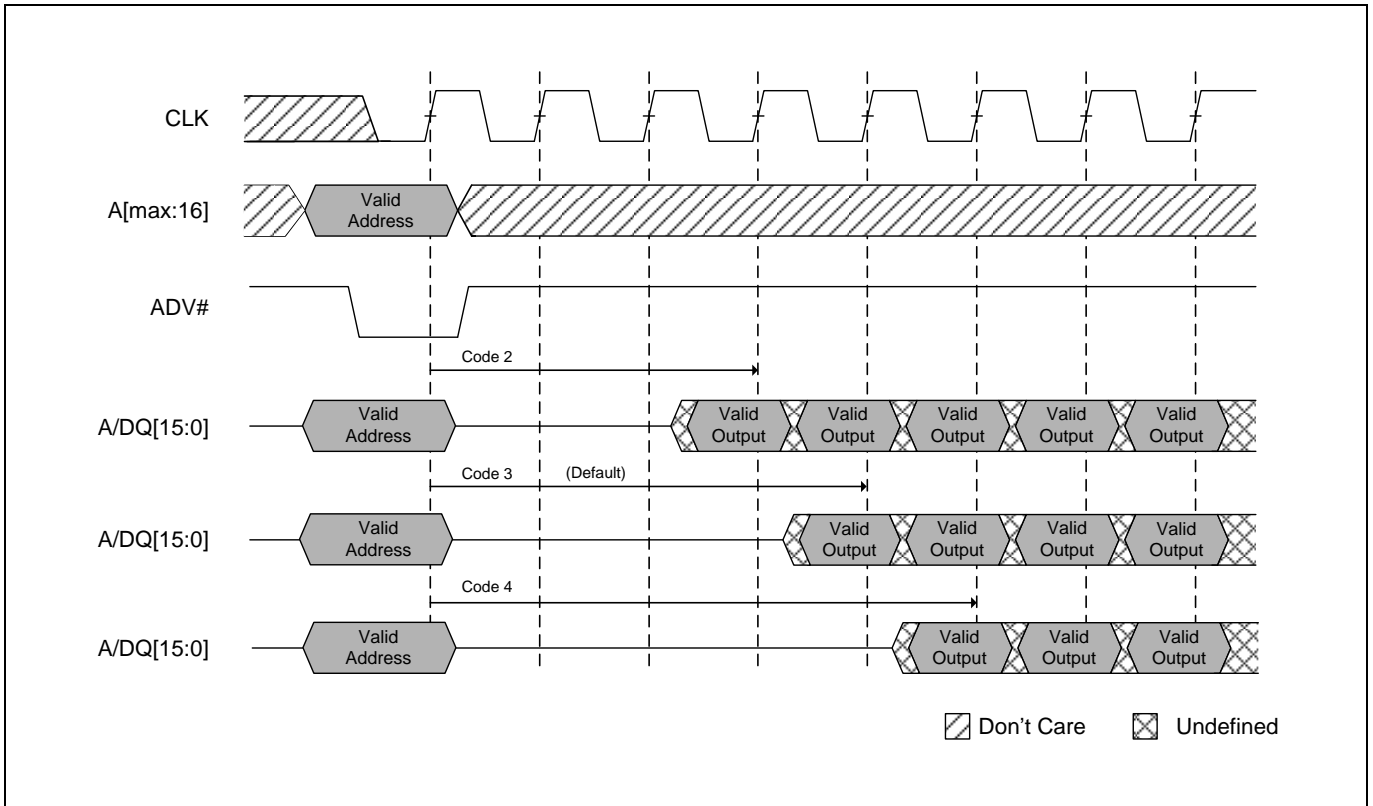 CLK
A[max:16]
Valid
Address
ADV#
Code 2
A/DQ[15:0]
Valid
Address
Valid
Output
Valid
Output
Valid
Output
Valid
Output
Valid
Output
Code 3
(Default)
A/DQ[15:0]
Valid
Address
Valid
Output
Valid
Output
Valid
Output
Valid
Output
Code 4
A/DQ[15:0]
Valid
Address
Valid
Output
Valid
Output
Valid
Output
Don't Care
Undefined